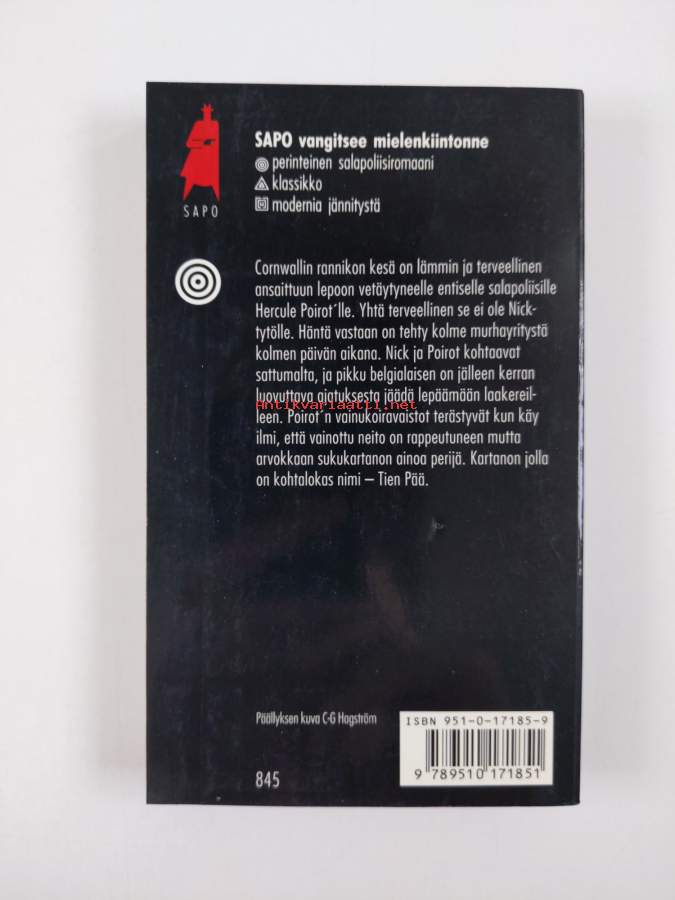 SAPO vangitsee mielenkiintonne
perinteinen salapoliisiromaani
klassikko
modernia jännitystä
SAPO
Cornwallin rannikon kesä on lämmin ja terveellinen
ansaittuun lepoon vetäytyneelle entiselle salapoliisille
Hercule Poirot´lle. Yhtä terveellinen se ei ole Nick-
tytölle. Häntä vastaan on tehty kolme murhayritystä
kolmen päivän aikana. Nick ja Poirot kohtaavat
sattumalta, ja pikku belgialaisen on jälleen kerran
luovuttava ajatuksesta jäädä lepäämään laakereil-
Antikvariaatti.net
leen. Poirot´n vainukoiravaistot terästyvät kun käy
ilmi, että vainottu neito on rappeutuneen mutta
arvokkaan sukukartanon ainoa perijä. Kartanon jolla
on kohtalokas nimi – Tien Pää.
Päällyksen kuva C-G Hagström
ISBN 951-0-17185-9
9 789510 171851
845